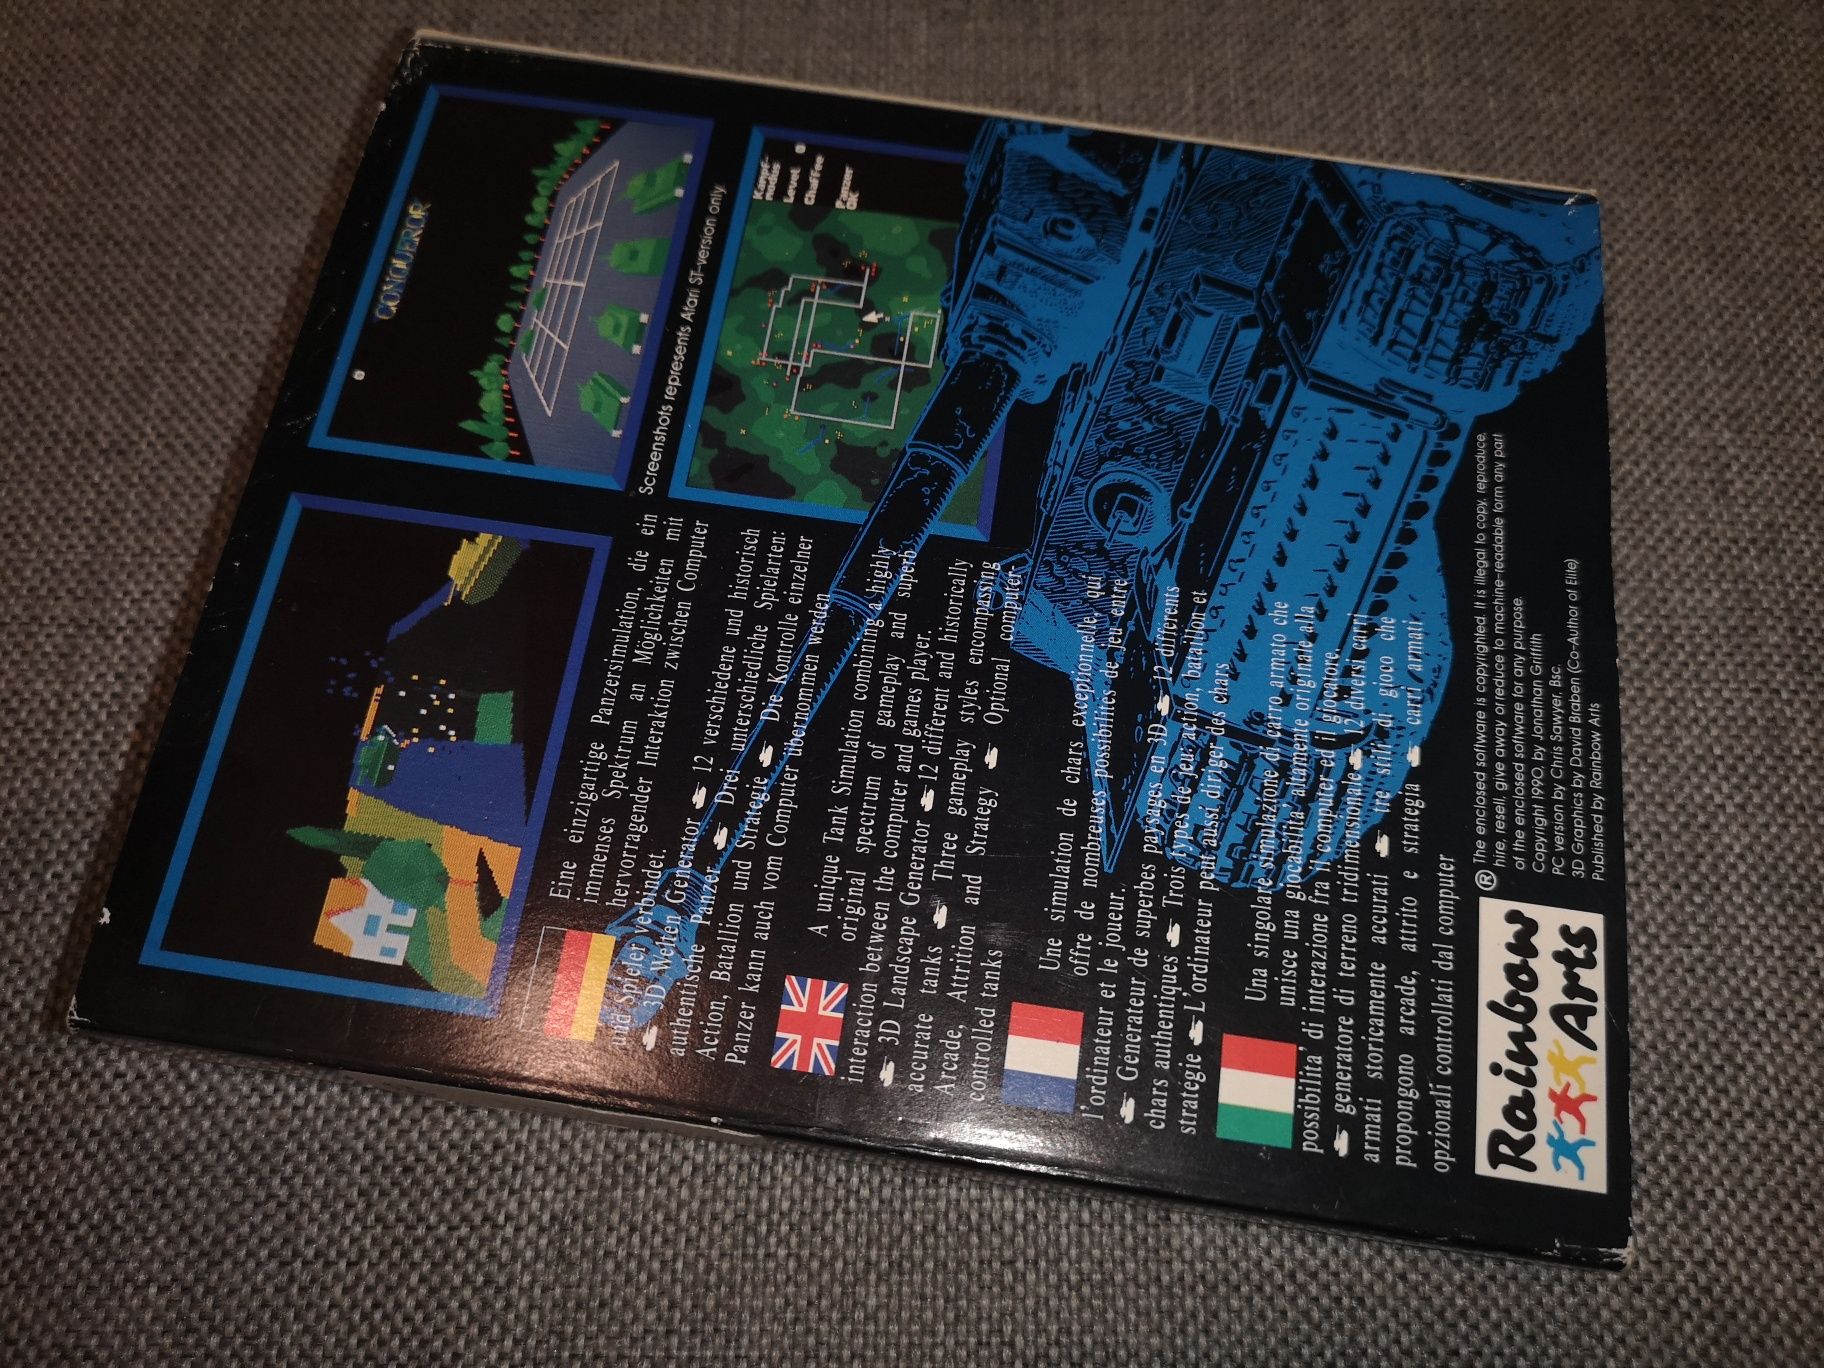 CONQUEROR
Screenshots represents Atari ST-version only.
Level
Chaffee
Panzer
OK
Eine einzigartige Panzersimulation, die ein
immenses Spektrum an Möglichkeiten mit
hervorragender Interaktion zwischen Computer
und Spieler verbindet.
3D Welten Generator 12 verschiedene und historisch
authentische Panzer Drei unterschiedliche Spielarten:
Action, Batallion und Strategie Die Kontrolle einzelner
Panzer kann auch vom Computer übernommen werden
A unique Tank Simulation combining a highly
original spectrum of gameplay and superb
interaction between the computer and games player.
3D Landscape Generator 12 different and historically
accurate tanks Three gameplay styles encompassing
Arcade, Attrition and Strategy Optional computer
controlled tanks
Une simulation de chars exceptionnelle, qui
offre de nombreuses possibilités de jeu entre
l'ordinateur et le joueur.
Générateur de superbes paysages en 3D 12 différents
chars authentiques Trois types de jeu: action, bataillon et
stratégie L'ordinateur peut aussi diriger des chars
Una singolare simulazione di carro armato che
unisce una giocabilita' altamente originale alla
possibilita' di interazione fra il computer ed il giocatore.
generatore di terreno tridimensionale 12 diversi carri
armati storicamente accurati tre stili di gioco che
propongono arcade, attrito e strategia carri armati
opzionali controllati dal computer
Rainbow
Arts
® The enclosed software is copyrighted. It is illegal to copy, reproduce,
hire, resell, give away or reduce to machine-readable form any part
of the enclosed software for any purpose.
Copyright 1990, by Jonathan Griffith
PC version by Chris Sawyer, Bsc.
3D Graphics by David Braben (Co-Author of Elite)
Published by Rainbow Arts